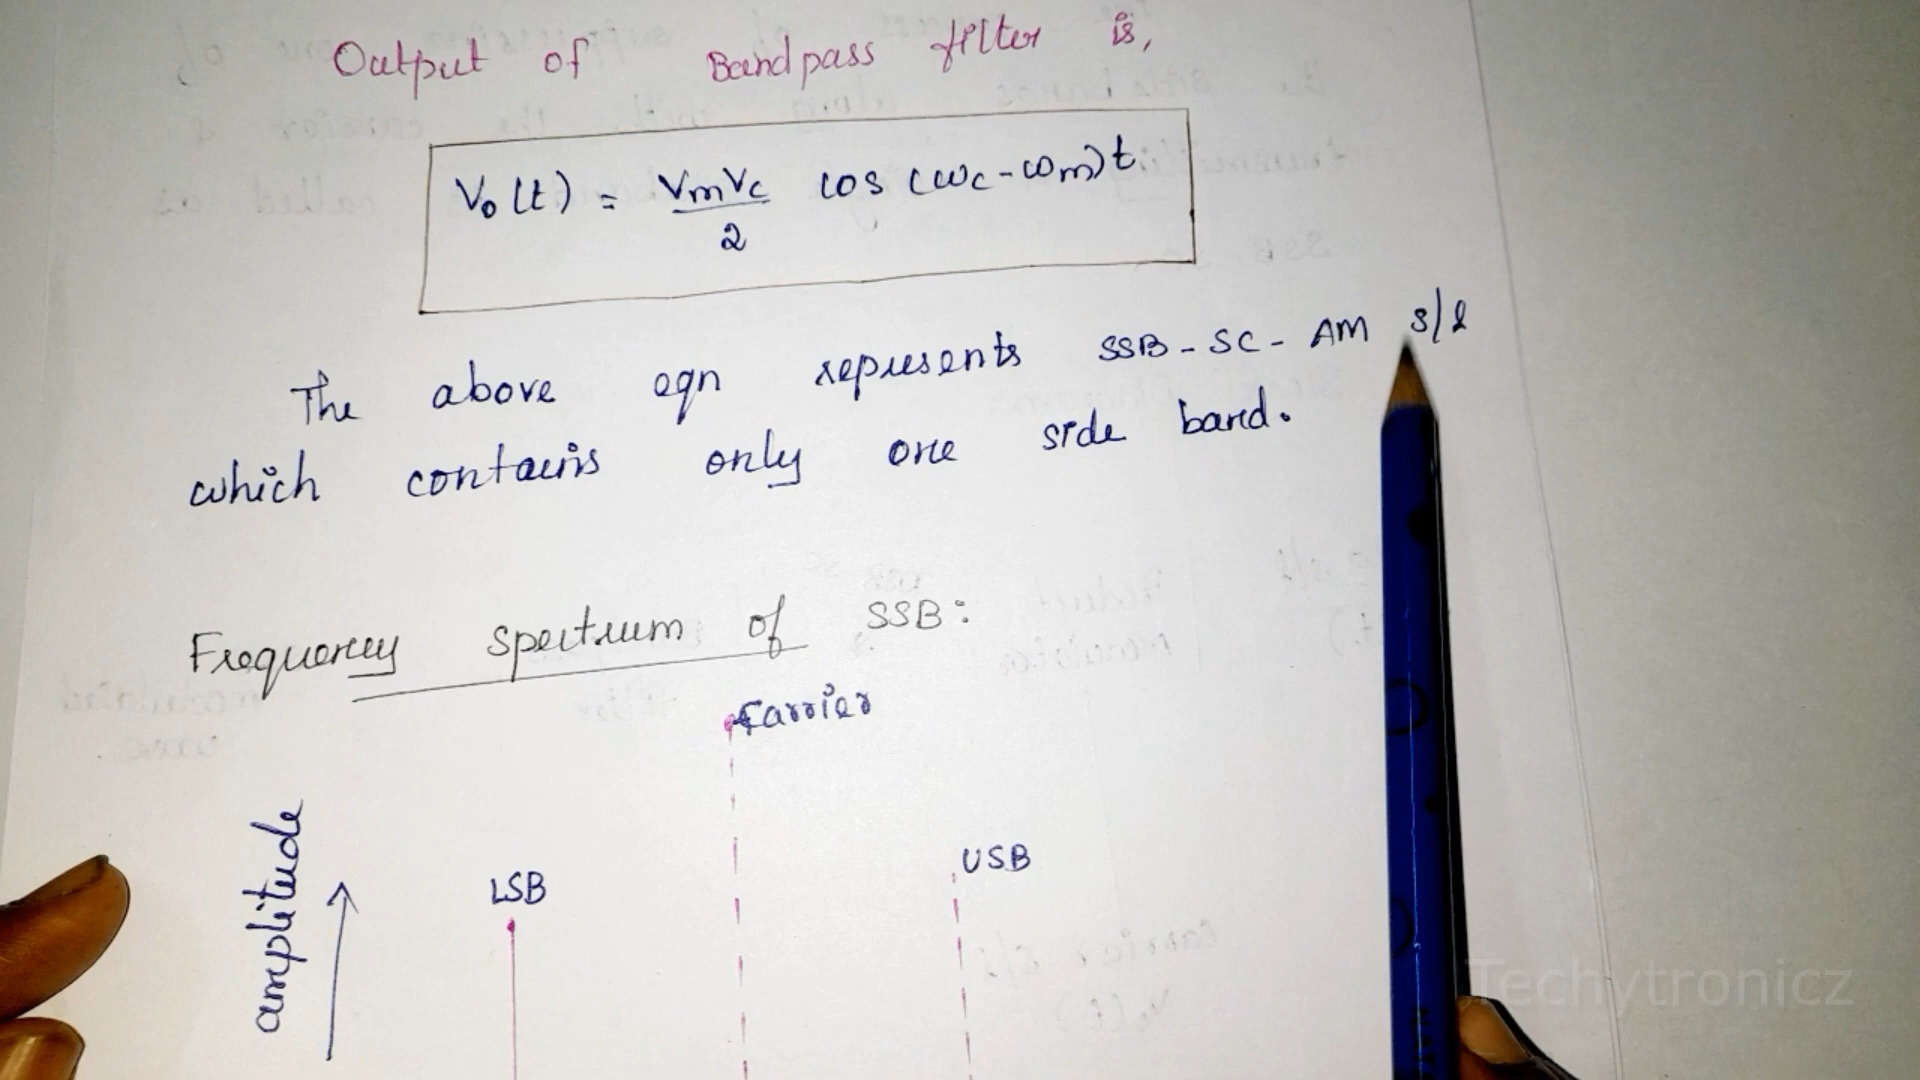 Output of Bandpass filter is,
V₀(t) = VmVc/2 cos (ωc-ωm)t
The above eqn represents SSB-SC-AM s/l
which contains only one side band.
Frequency spectrum of SSB:
Carrier
USB
LSB
amplitude
Techytronicz